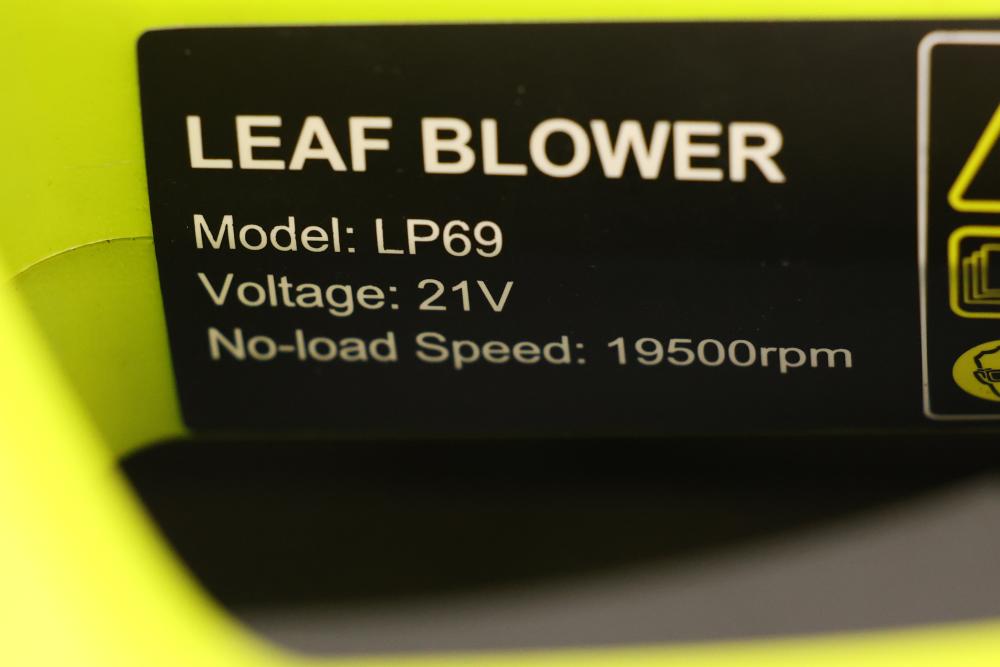 LEAF BLOWER
Model: LP69
Voltage: 21V
No-load Speed: 19500rpm